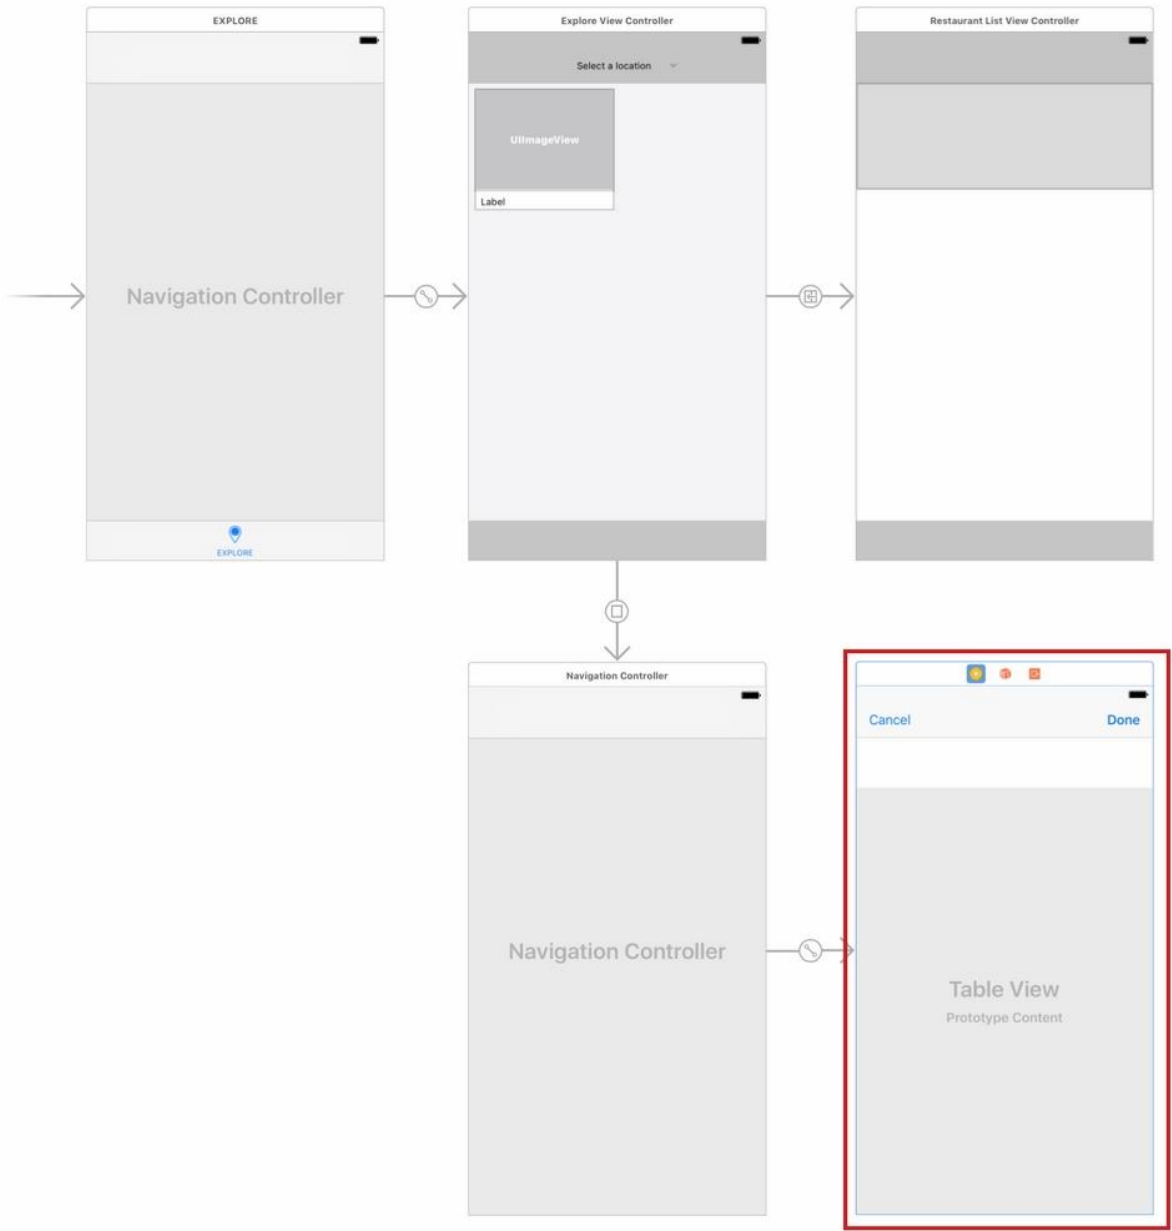 EXPLORE
Explore View Controller
Restaurant List View Controller
Select a location
UIImageView
Label
Navigation Controller
EXPLORE
Navigation Controller
Cancel
Done
Navigation Controller
Table View
Prototype Content